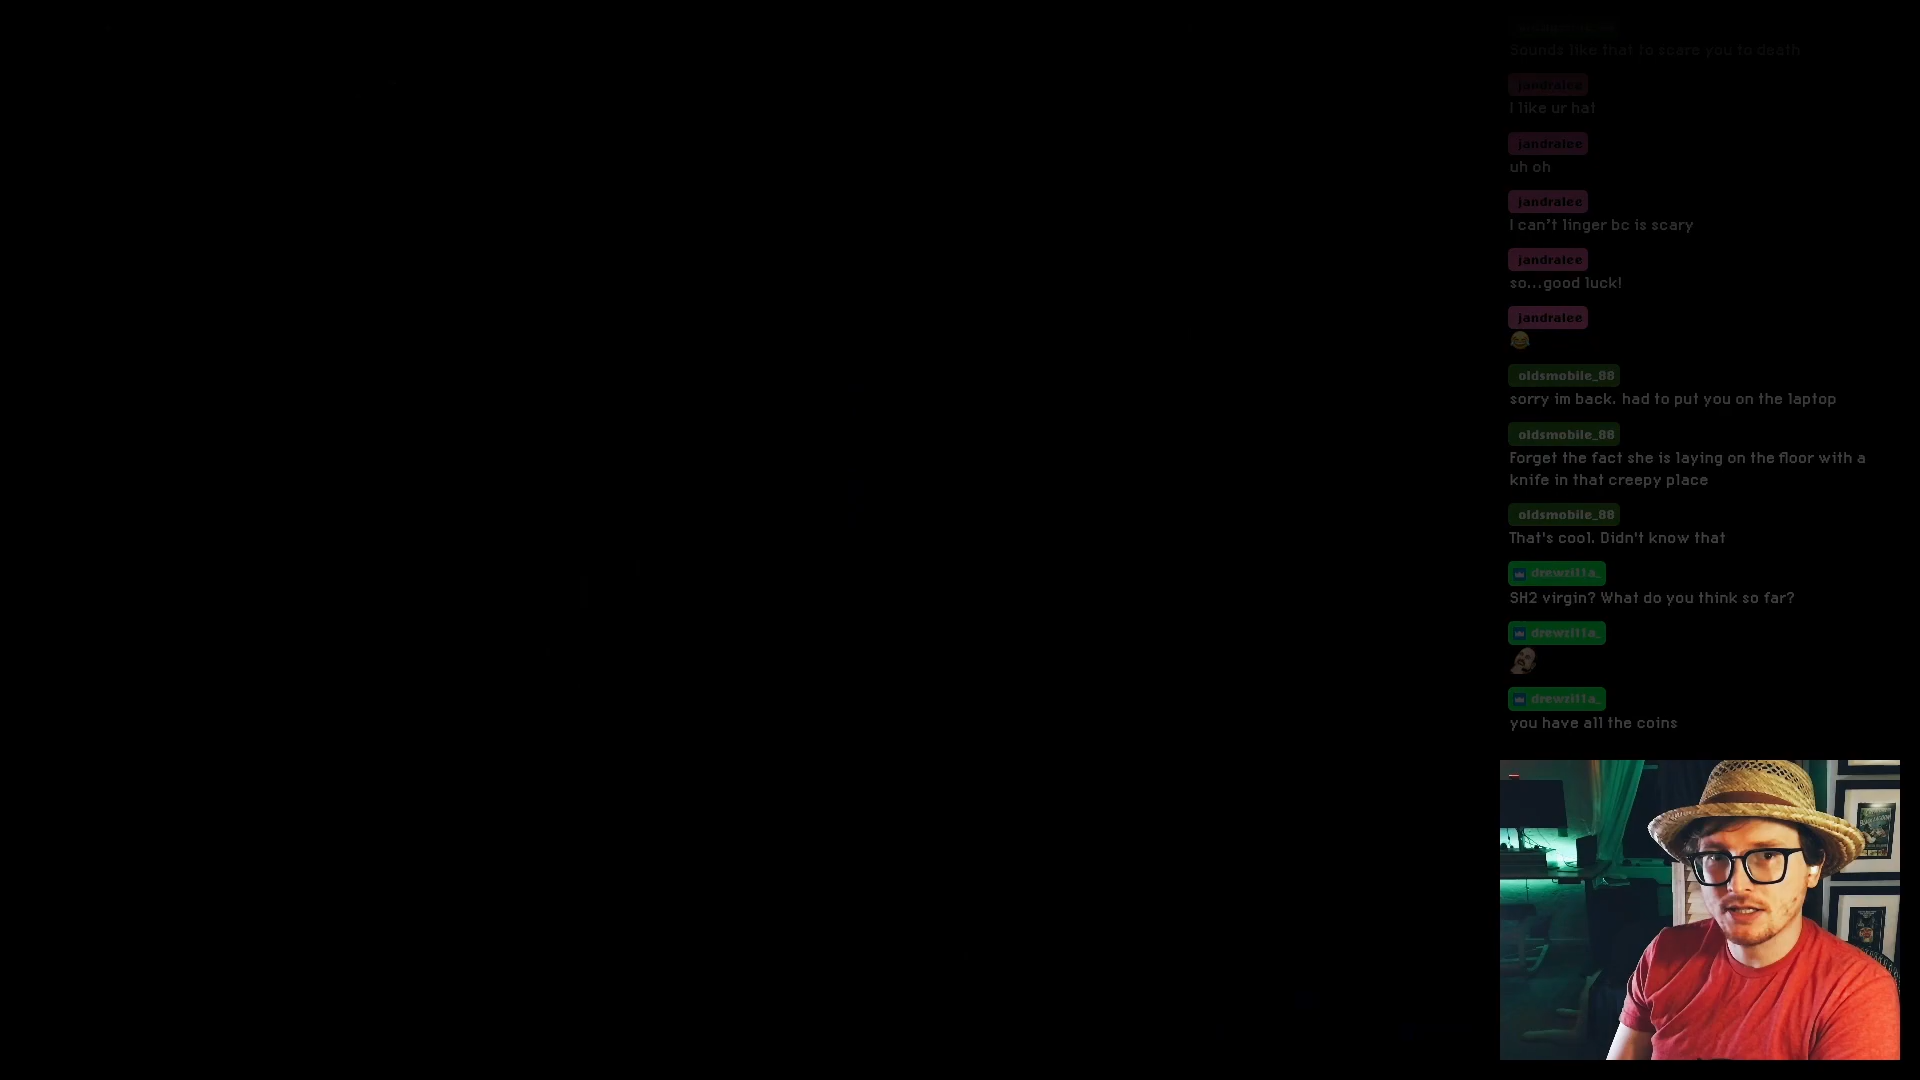 Sounds like that to scare you to death
jandralee
I like ur hat
jandralee
uh oh
jandralee
I can't linger bc is scary
jandralee
so...good luck!
jandralee
oldsmobile_88
sorry im back. had to put you on the laptop
oldsmobile_88
Forget the fact she is laying on the floor with a
knife in that creepy place
oldsmobile_88
That's cool. Didn't know that
drewzilla_
SH2 virgin? What do you think so far?
drewzilla_
drewzilla_
you have all the coins